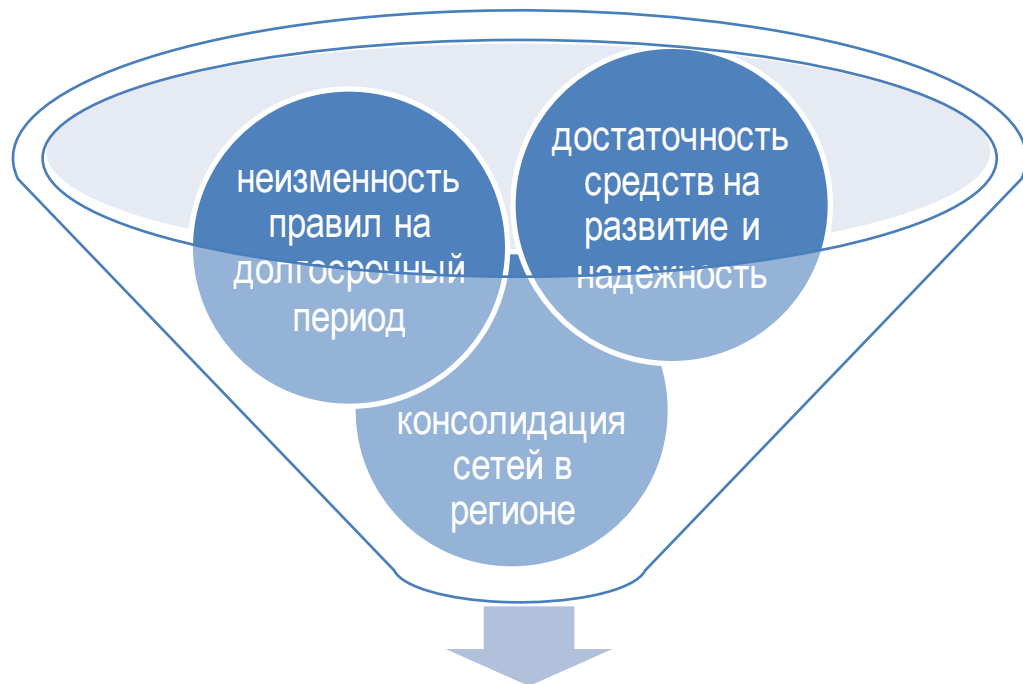 неизменность
правил на
долгосрочный
период
достаточность
средств на
развитие и
надежность
консолидация
сетей в
регионе